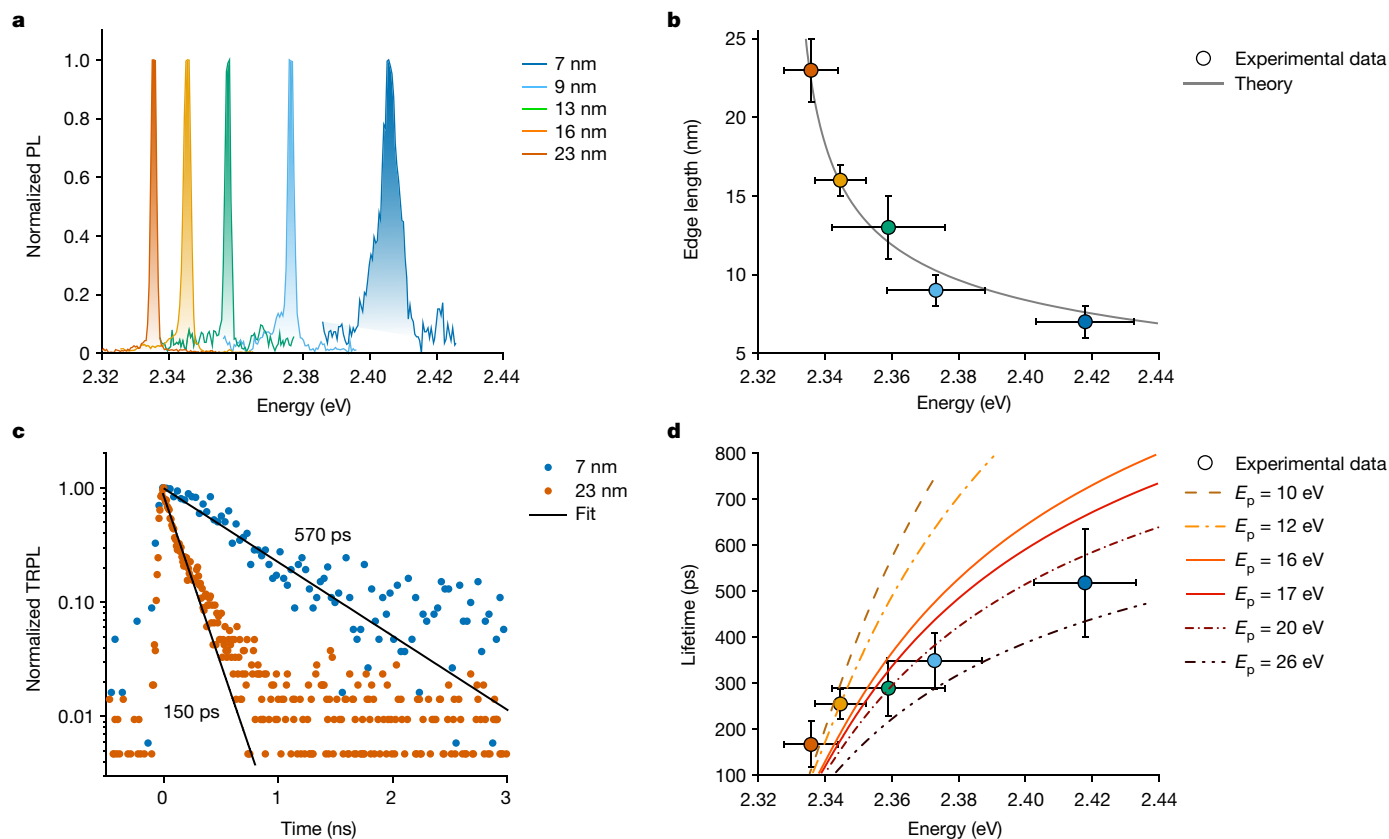 a
1.0
0.8
0.6
0.4
0.2
0
Normalized PL
2.32
2.34
2.36
2.38
2.40
2.42
2.44
Energy (eV)
7 nm
9 nm
13 nm
16 nm
23 nm
b
25
20
15
10
5
Edge length (nm)
2.32
2.34
2.36
2.38
2.40
2.42
2.44
Energy (eV)
Experimental data
Theory
c
1.00
0.10
0.01
Normalized TRPL
570 ps
150 ps
0
1
2
3
Time (ns)
7 nm
23 nm
Fit
d
800
700
600
500
400
300
200
100
Lifetime (ps)
2.32
2.34
2.36
2.38
2.40
2.42
2.44
Energy (eV)
Experimental data
Ep = 10 eV
Ep = 12 eV
Ep = 16 eV
Ep = 17 eV
Ep = 20 eV
Ep = 26 eV